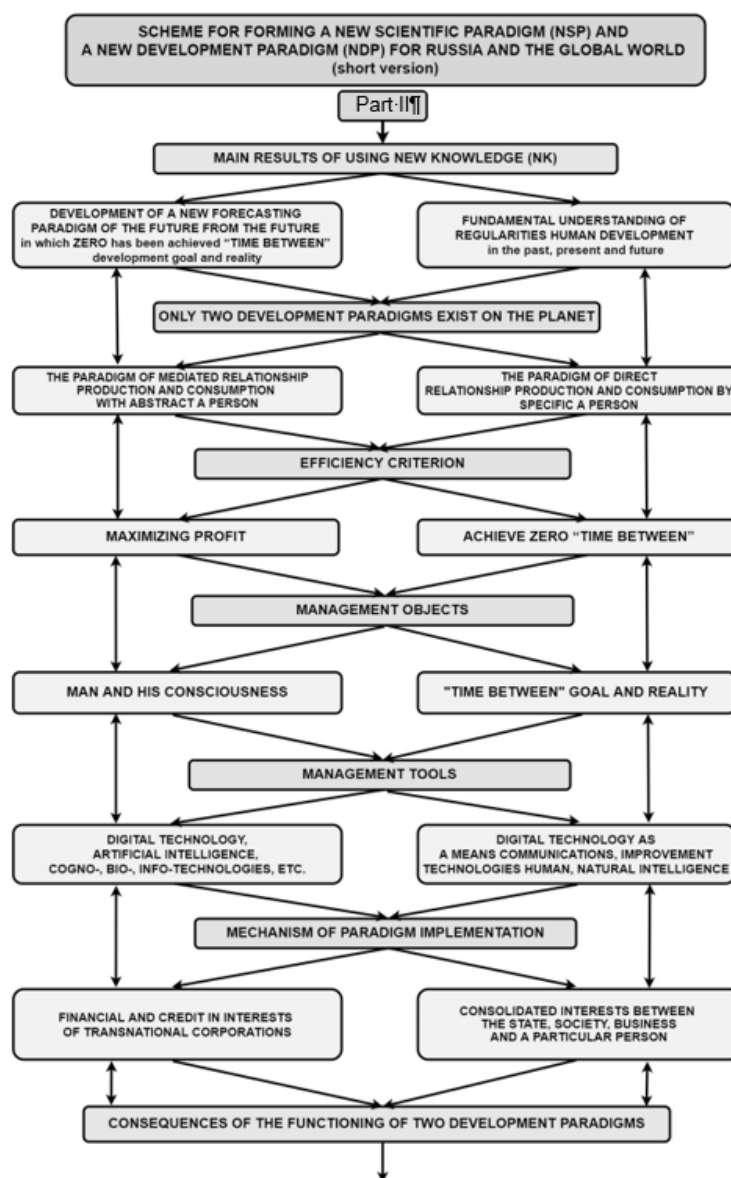 SCHEME FOR FORMING A NEW SCIENTIFIC PARADIGM (NSP) AND
A NEW DEVELOPMENT PARADIGM (NDP) FOR RUSSIA AND THE GLOBAL WORLD
(short version)
Part·II¶
MAIN RESULTS OF USING NEW KNOWLEDGE (NK)
DEVELOPMENT OF A NEW FORECASTING
PARADIGM OF THE FUTURE FROM THE FUTURE
in which ZERO has been achieved “TIME BETWEEN”
development goal and reality
FUNDAMENTAL UNDERSTANDING OF
REGULARITIES HUMAN DEVELOPMENT
in the past, present and future
ONLY TWO DEVELOPMENT PARADIGMS EXIST ON THE PLANET
THE PARADIGM OF MEDIATED RELATIONSHIP
PRODUCTION AND CONSUMPTION
WITH ABSTRACT A PERSON
THE PARADIGM OF DIRECT
RELATIONSHIP PRODUCTION AND CONSUMPTION BY
SPECIFIC A PERSON
EFFICIENCY CRITERION
MAXIMIZING PROFIT
ACHIEVE ZERO “TIME BETWEEN”
MANAGEMENT OBJECTS
MAN AND HIS CONSCIOUSNESS
"TIME BETWEEN" GOAL AND REALITY
MANAGEMENT TOOLS
DIGITAL TECHNOLOGY,
ARTIFICIAL INTELLIGENCE,
COGNO-, BIO-, INFO-TECHNOLOGIES, ETC.
DIGITAL TECHNOLOGY AS
A MEANS COMMUNICATIONS, IMPROVEMENT
TECHNOLOGIES HUMAN, NATURAL INTELLIGENCE
MECHANISM OF PARADIGM IMPLEMENTATION
FINANCIAL AND CREDIT IN INTERESTS
OF TRANSNATIONAL CORPORATIONS
CONSOLIDATED INTERESTS BETWEEN
THE STATE, SOCIETY, BUSINESS
AND A PARTICULAR PERSON
CONSEQUENCES OF THE FUNCTIONING OF TWO DEVELOPMENT PARADIGMS